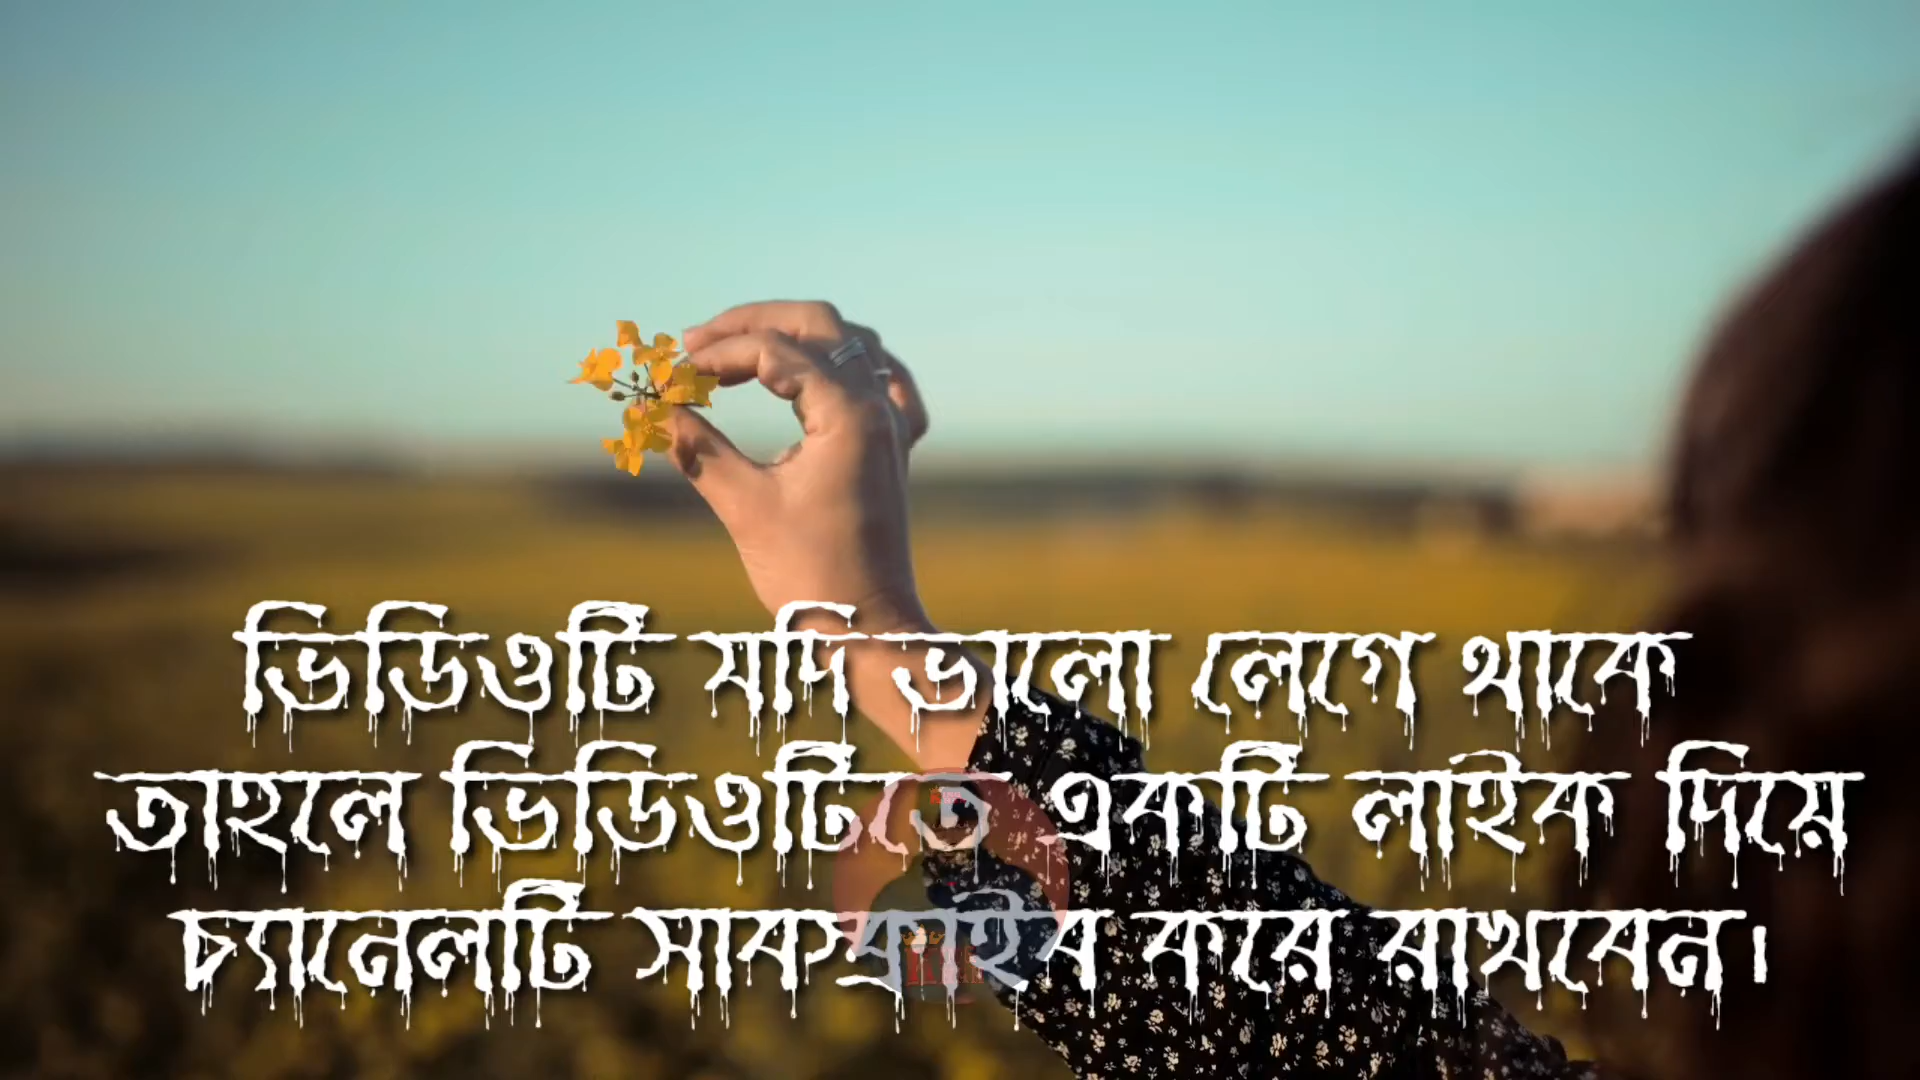 ভিডিওটি যদি ভালো লেগে থাকে
তাহলে ভিডিওটিতে একটি লাইক দিয়ে
চ্যানেলটি সাবস্ক্রাইব করে রাখবেন।